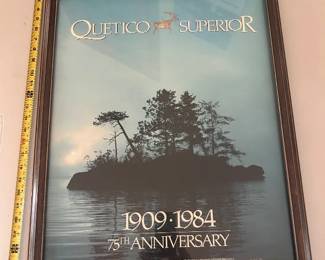 QUETICO SUPERIOR
1909 · 1984
75TH ANNIVERSARY